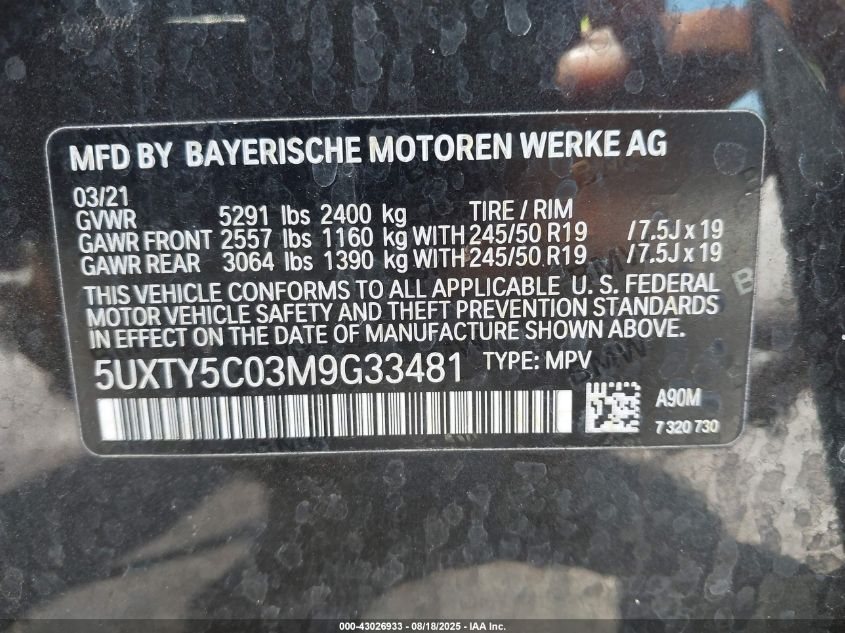 MFD BY BAYERISCHE MOTOREN WERKE AG
03/21
GVWR 5291 lbs 2400 kg TIRE / RIM
GAWR FRONT 2557 lbs 1160 kg WITH 245/50 R19 /7.5J x 19
GAWR REAR 3064 lbs 1390 kg WITH 245/50 R19 /7.5J x 19
THIS VEHICLE CONFORMS TO ALL APPLICABLE U. S. FEDERAL
MOTOR VEHICLE SAFETY AND THEFT PREVENTION STANDARDS
IN EFFECT ON THE DATE OF MANUFACTURE SHOWN ABOVE.
5UXTY5C03M9G33481 TYPE: MPV
A90M
7 320 730
000-43026933 - 08/18/2025 - IAA Inc.